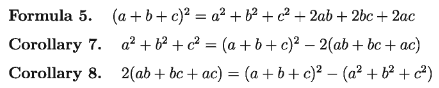 Formula 5. (a + b + c)² = a² + b² + c² + 2ab + 2bc + 2ac
Corollary 7. a² + b² + c² = (a + b + c)² − 2(ab + bc + ac)
Corollary 8. 2(ab + bc + ac) = (a + b + c)² − (a² + b² + c²)